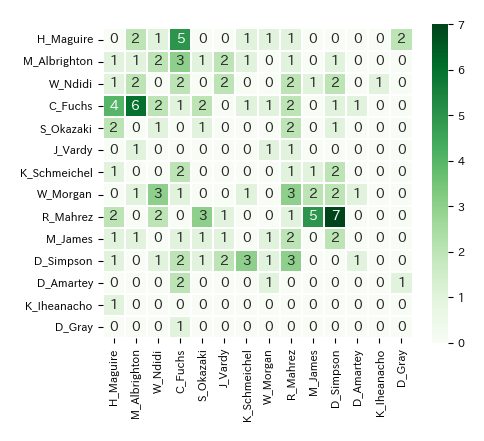 H_Maguire 0 2 1 5 0 0 1 1 1 0 0 0 0 2
M_Albrighton 1 1 2 3 1 2 1 0 1 0 1 0 0 0
W_Ndidi 1 2 0 2 0 2 0 0 2 1 2 0 1 0
C_Fuchs 4 6 2 1 2 0 1 1 2 0 1 1 0 0
S_Okazaki 2 0 1 0 1 0 0 0 2 0 1 0 0 0
J_Vardy 0 1 0 0 0 0 0 1 1 0 0 0 0 0
K_Schmeichel 1 0 0 2 0 0 0 0 1 1 2 0 0 0
W_Morgan 0 1 3 1 0 0 1 0 3 2 2 1 0 0
R_Mahrez 2 0 2 0 3 1 0 0 1 5 7 0 0 0
M_James 1 1 0 1 1 1 0 1 2 0 2 0 0 0
D_Simpson 1 0 1 2 1 2 3 1 3 0 0 1 0 0
D_Amartey 0 0 0 2 0 0 0 1 0 0 0 0 0 1
K_Iheanacho 1 0 0 0 0 0 0 0 0 0 0 0 0 0
D_Gray 0 0 0 1 0 0 0 0 0 0 0 0 0 0
H_Maguire
M_Albrighton
W_Ndidi
C_Fuchs
S_Okazaki
J_Vardy
K_Schmeichel
W_Morgan
R_Mahrez
M_James
D_Simpson
D_Amartey
K_Iheanacho
D_Gray
7
6
5
4
3
2
1
0